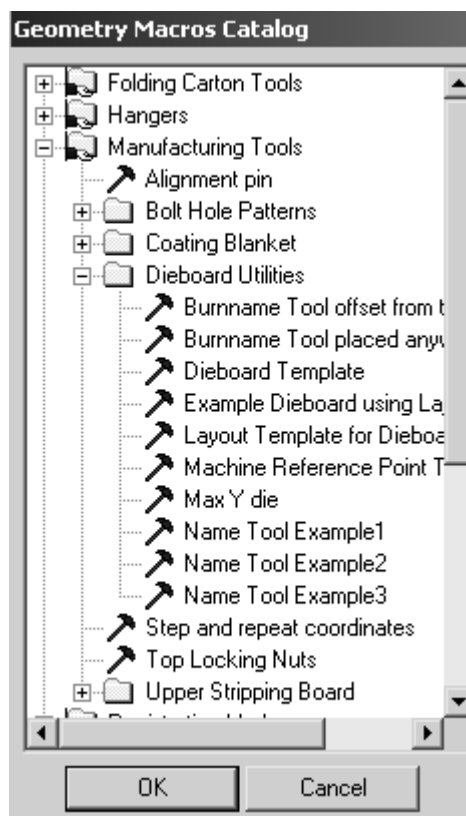 Geometry Macros Catalog
Folding Carton Tools
Hangers
Manufacturing Tools
Alignment pin
Bolt Hole Patterns
Coating Blanket
Dieboard Utilities
Burnname Tool offset from t
Burnname Tool placed anyw
Dieboard Template
Example Dieboard using La
Layout Template for Dieboa
Machine Reference Point T
Max Y die
Name Tool Example1
Name Tool Example2
Name Tool Example3
Step and repeat coordinates
Top Locking Nuts
Upper Stripping Board
OK
Cancel